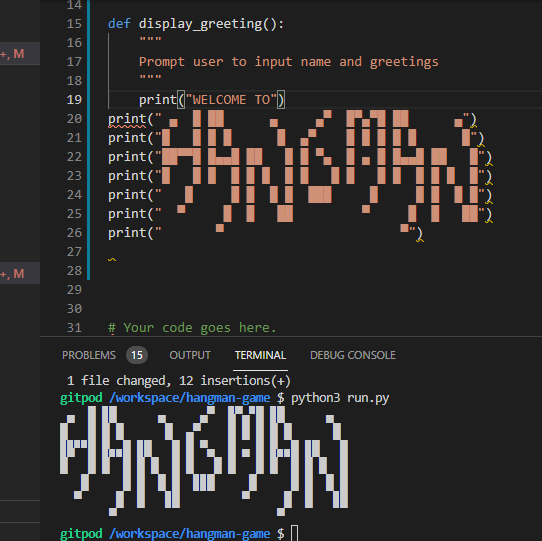 14
15 def display_greeting():
16 """
17 Prompt user to input name and greetings
18 """
19 print("WELCOME TO")
20 print(" ")
21 print(" ")
22 print(" ")
23 print(" ")
24 print(" ")
25 print(" ")
26 print(" ")
27
28
29
30
31 # Your code goes here.
+, M
+, M
PROBLEMS 15 OUTPUT TERMINAL DEBUG CONSOLE
1 file changed, 12 insertions(+)
gitpod /workspace/hangman-game $ python3 run.py
gitpod /workspace/hangman-game $